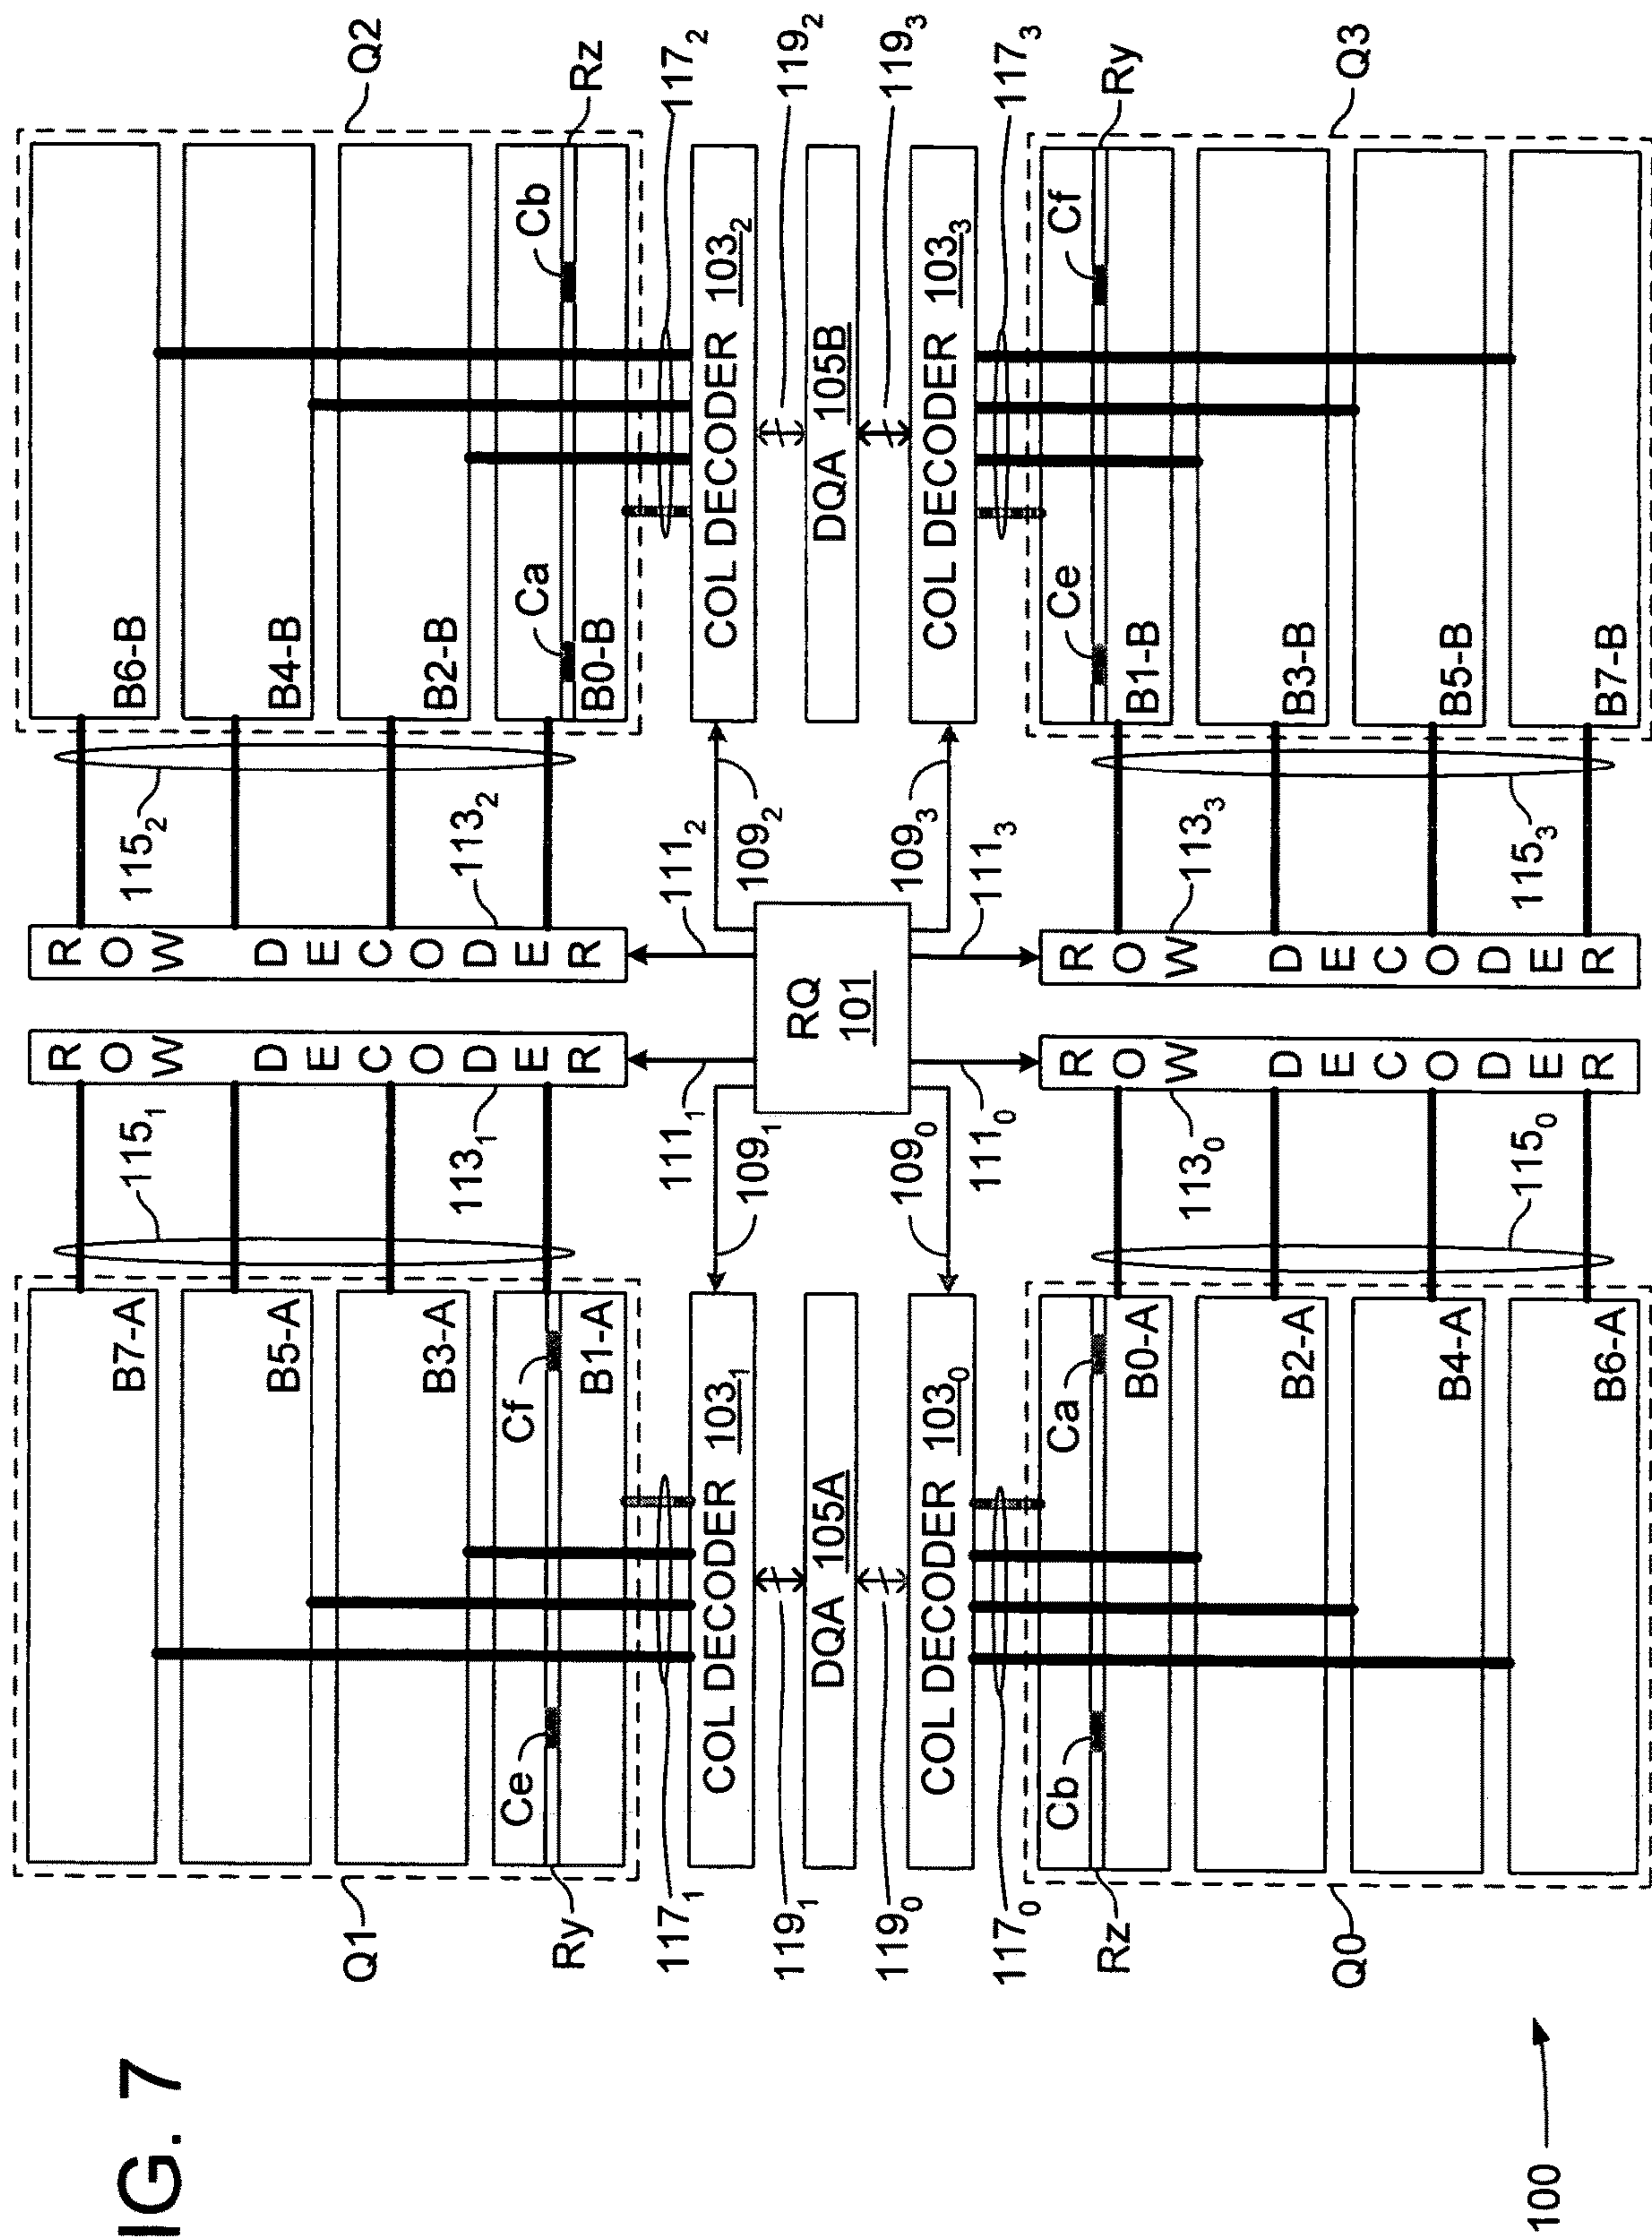 IG. 7
100
Q1
Q2
B7-A
B5-A
B3-A
B1-A
Ce
Cf
Ry
115₁
ROW DECODER
113₁
111₁
B6-B
B4-B
B2-B
B0-B
Ca
Cb
Rz
115₂
ROW DECODER
113₂
111₂
117₁
COL DECODER 103₁
109₁
119₁
DQA 105A
119₀
COL DECODER 103₀
109₀
117₀
RQ
101
109₂
COL DECODER 103₂
117₂
119₂
DQA 105B
119₃
109₃
COL DECODER 103₃
117₃
Rz
Cb
Ca
B0-A
B2-A
B4-A
B6-A
Q0
111₀
ROW DECODER
113₀
115₀
111₃
ROW DECODER
113₃
115₃
Ce
Cf
Ry
B1-B
B3-B
B5-B
B7-B
Q3